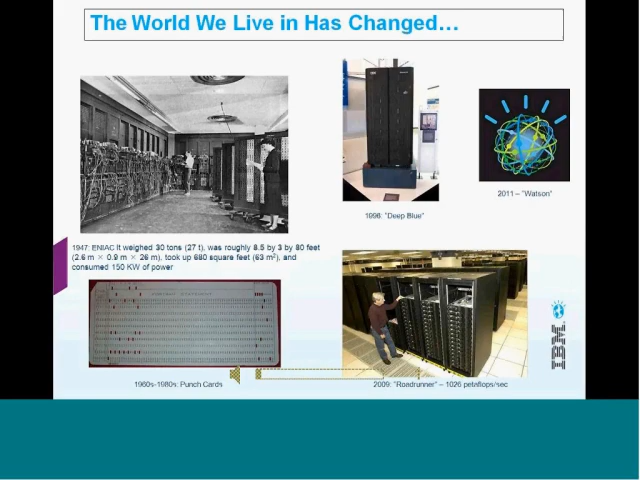 The World We Live in Has Changed…
2011 – "Watson"
1996: "Deep Blue"
1947: ENIAC It weighed 30 tons (27 t), was roughly 8.5 by 3 by 80 feet
(2.6 m × 0.9 m × 26 m), took up 680 square feet (63 m²), and
consumed 150 KW of power
IBM
1960s-1980s: Punch Cards
2009: "Roadrunner" – 1026 petaflops/sec